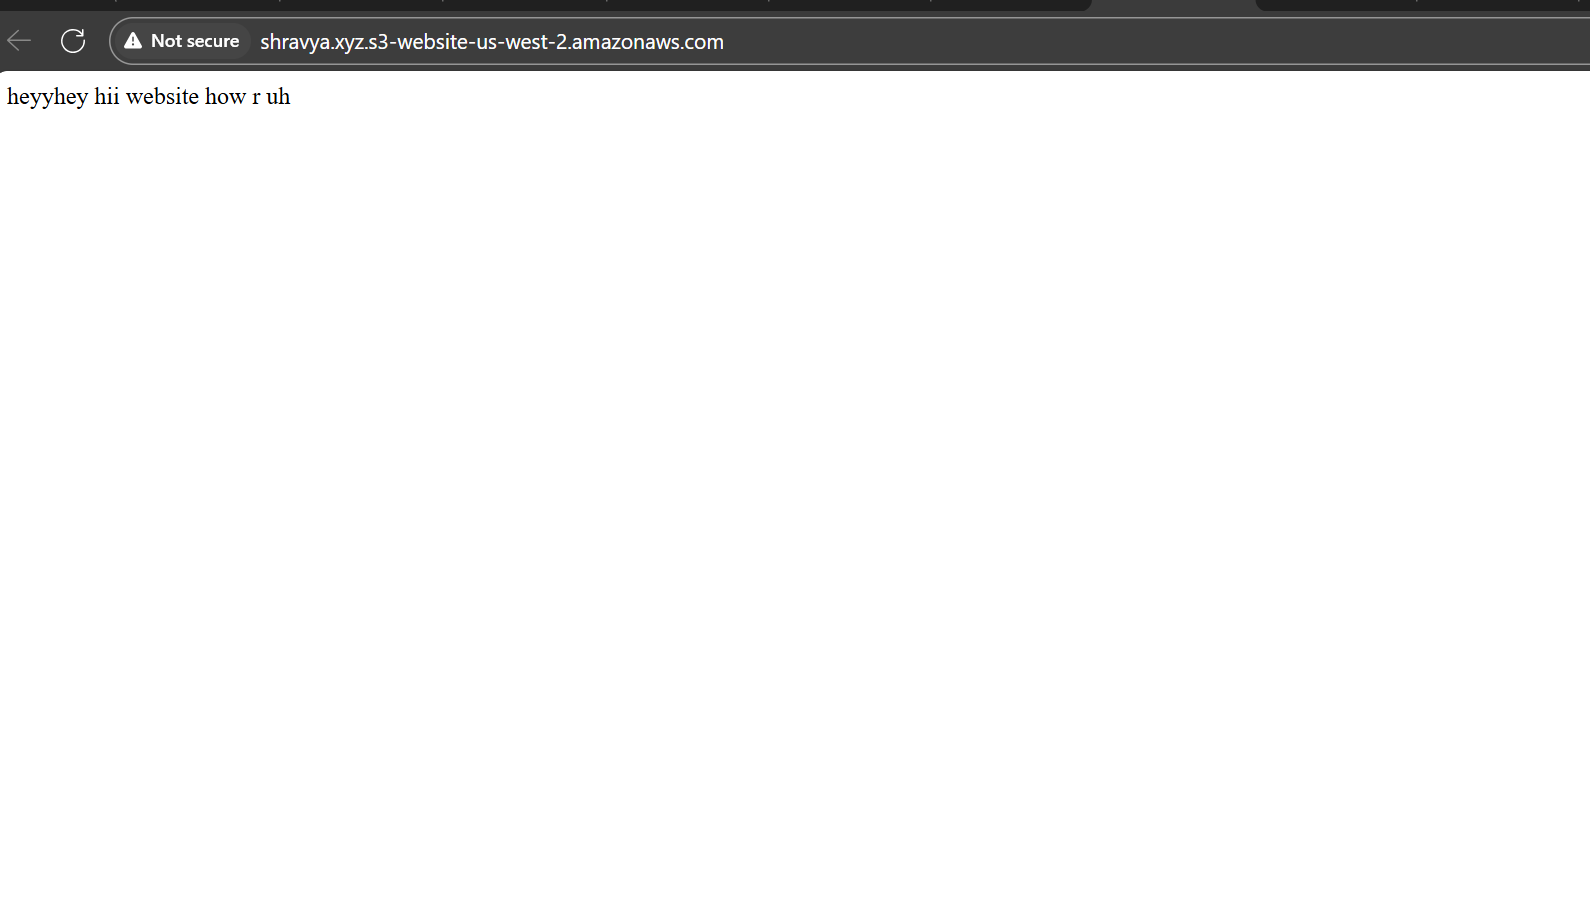 Not secure shravya.xyz.s3-website-us-west-2.amazonaws.com
heyyhey hii website how r uh